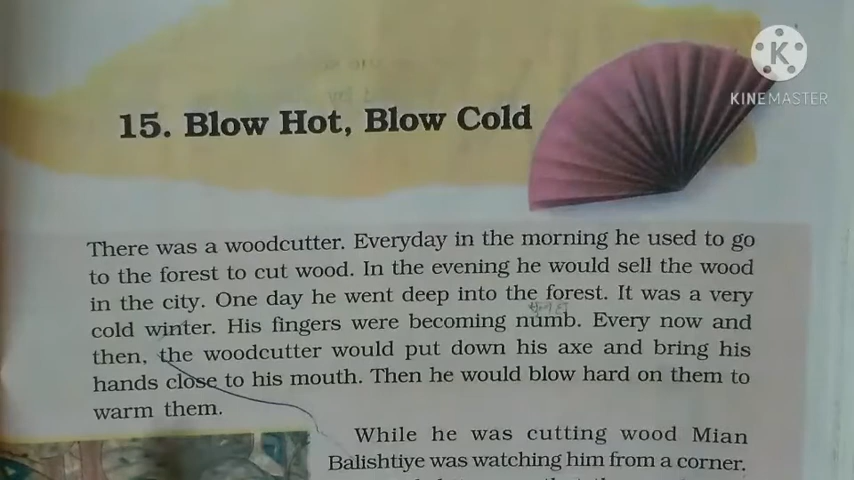 KINEMASTER
15. Blow Hot, Blow Cold
There was a woodcutter. Everyday in the morning he used to go
to the forest to cut wood. In the evening he would sell the wood
in the city. One day he went deep into the forest. It was a very
cold winter. His fingers were becoming numb. Every now and
then, the woodcutter would put down his axe and bring his
hands close to his mouth. Then he would blow hard on them to
warm them.
While he was cutting wood Mian
Balishtiye was watching him from a corner.